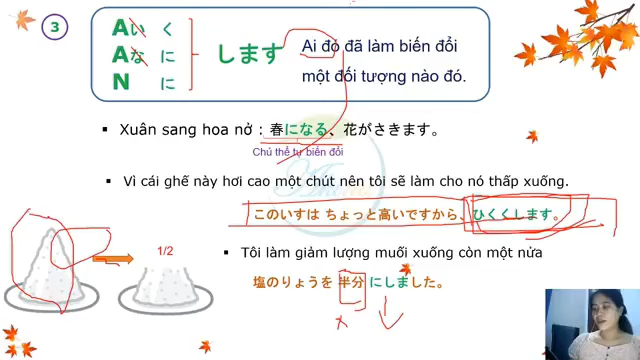 3
Aい く
Aな に
N に
します
Ai đó đã làm biến đổi
một đối tượng nào đó.
Xuân sang hoa nở : 春になる、花がさきます。
Chủ thể tự biến đổi
Vì cái ghế này hơi cao một chút nên tôi sẽ làm cho nó thấp xuống.
このいすは ちょっと高いですから、ひくくします。
1/2
Tôi làm giảm lượng muối xuống còn một nửa
塩のりょうを 半分 にしました。